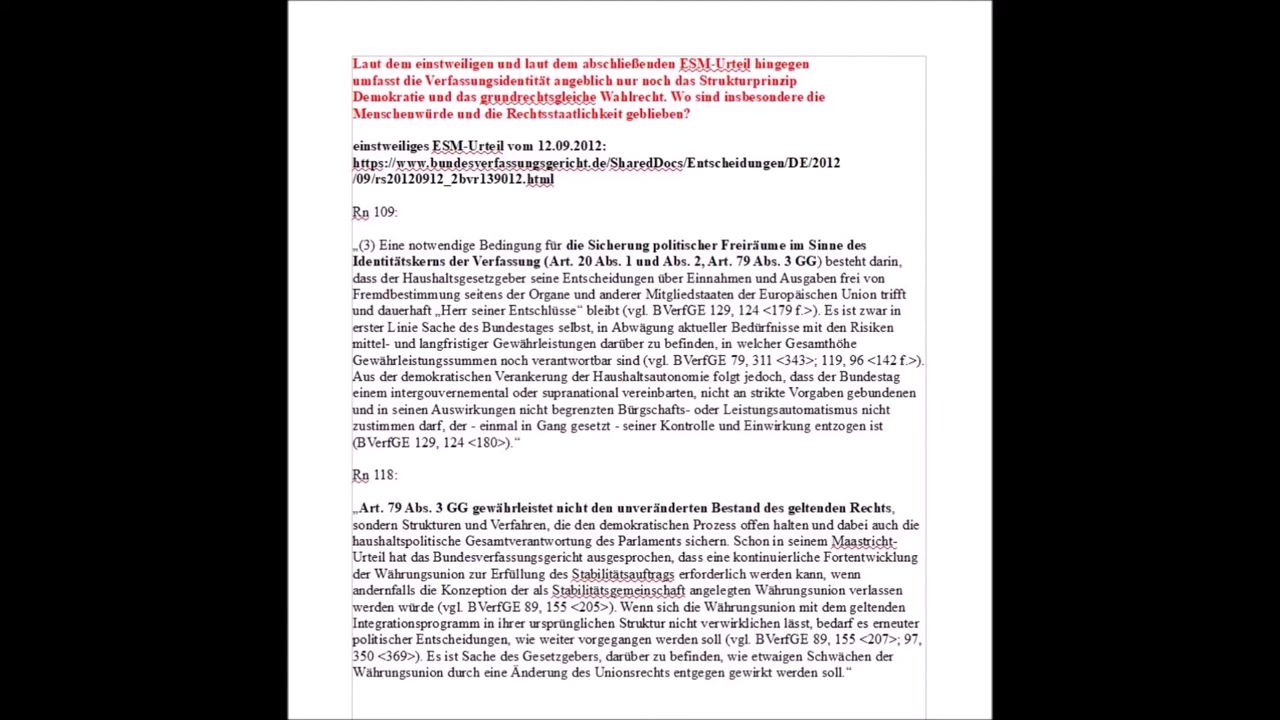 Laut dem einstweiligen und laut dem abschließenden ESM-Urteil hingegen
umfasst die Verfassungsidentität angeblich nur noch das Strukturprinzip
Demokratie und das grundrechtsgleiche Wahlrecht. Wo sind insbesondere die
Menschenwürde und die Rechtsstaatlichkeit geblieben?
einstweiliges ESM-Urteil vom 12.09.2012:
https://www.bundesverfassungsgericht.de/SharedDocs/Entscheidungen/DE/2012
/09/rs20120912_2bvr139012.html
Rn 109:
„(3) Eine notwendige Bedingung für die Sicherung politischer Freiräume im Sinne des
Identitätskerns der Verfassung (Art. 20 Abs. 1 und Abs. 2, Art. 79 Abs. 3 GG) besteht darin,
dass der Haushaltsgesetzgeber seine Entscheidungen über Einnahmen und Ausgaben frei von
Fremdbestimmung seitens der Organe und anderer Mitgliedstaaten der Europäischen Union trifft
und dauerhaft „Herr seiner Entschlüsse“ bleibt (vgl. BVerfGE 129, 124 <179 f.>). Es ist zwar in
erster Linie Sache des Bundestages selbst, in Abwägung aktueller Bedürfnisse mit den Risiken
mittel- und langfristiger Gewährleistungen darüber zu befinden, in welcher Gesamthöhe
Gewährleistungssummen noch verantwortbar sind (vgl. BVerfGE 79, 311 <343>; 119, 96 <142 f.>).
Aus der demokratischen Verankerung der Haushaltsautonomie folgt jedoch, dass der Bundestag
einem intergouvernemental oder supranational vereinbarten, nicht an strikte Vorgaben gebundenen
und in seinen Auswirkungen nicht begrenzten Bürgschafts- oder Leistungsautomatismus nicht
zustimmen darf, der - einmal in Gang gesetzt - seiner Kontrolle und Einwirkung entzogen ist
(BVerfGE 129, 124 <180>).“
Rn 118:
„Art. 79 Abs. 3 GG gewährleistet nicht den unveränderten Bestand des geltenden Rechts,
sondern Strukturen und Verfahren, die den demokratischen Prozess offen halten und dabei auch die
haushaltspolitische Gesamtverantwortung des Parlaments sichern. Schon in seinem Maastricht-
Urteil hat das Bundesverfassungsgericht ausgesprochen, dass eine kontinuierliche Fortentwicklung
der Währungsunion zur Erfüllung des Stabilitätsauftrags erforderlich werden kann, wenn
andernfalls die Konzeption der als Stabilitätsgemeinschaft angelegten Währungsunion verlassen
werden würde (vgl. BVerfGE 89, 155 <205>). Wenn sich die Währungsunion mit dem geltenden
Integrationsprogramm in ihrer ursprünglichen Struktur nicht verwirklichen lässt, bedarf es erneuter
politischer Entscheidungen, wie weiter vorgegangen werden soll (vgl. BVerfGE 89, 155 <207>; 97,
350 <369>). Es ist Sache des Gesetzgebers, darüber zu befinden, wie etwaigen Schwächen der
Währungsunion durch eine Änderung des Unionsrechts entgegen gewirkt werden soll.“